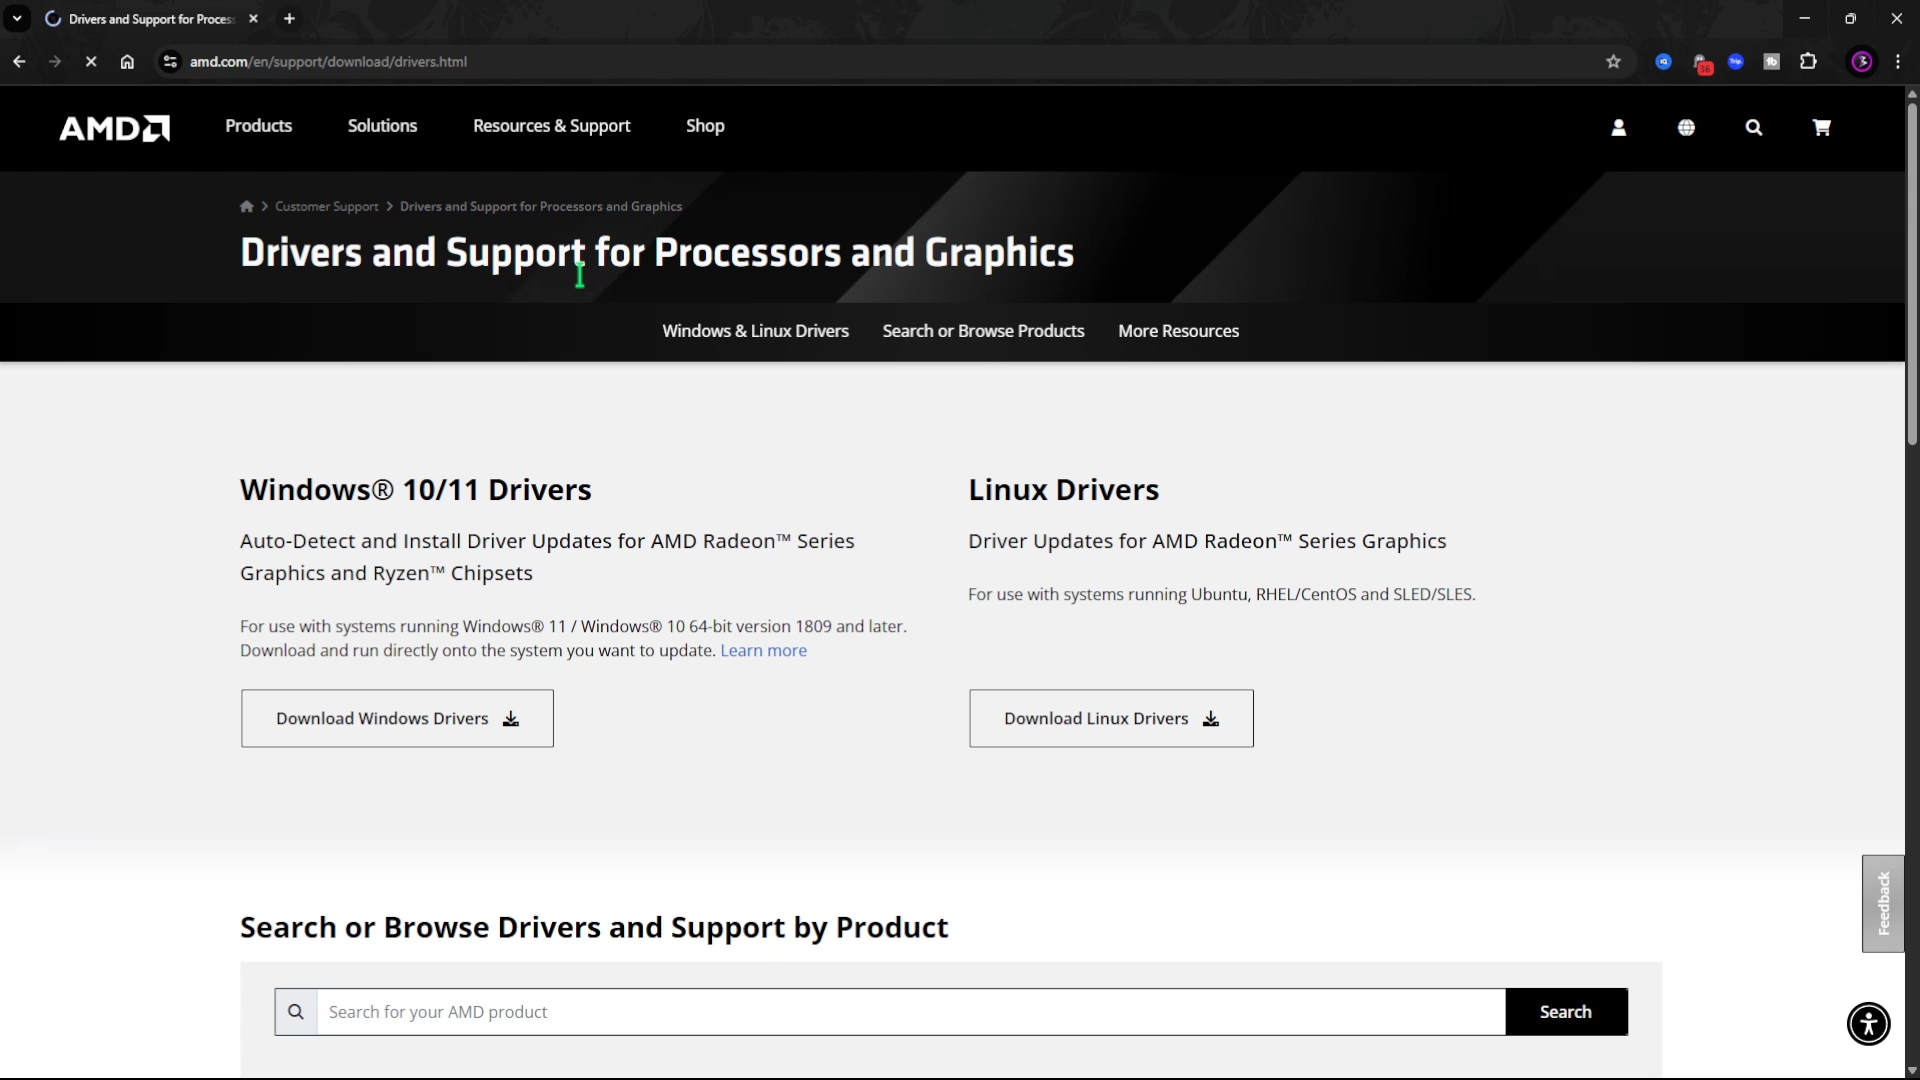 Drivers and Support for Proces
amd.com/en/support/download/drivers.html
36
AMD
Products
Solutions
Resources & Support
Shop
Customer Support
Drivers and Support for Processors and Graphics
Drivers and Support for Processors and Graphics
Windows & Linux Drivers
Search or Browse Products
More Resources
Windows® 10/11 Drivers
Auto-Detect and Install Driver Updates for AMD Radeon™ Series
Graphics and Ryzen™ Chipsets
For use with systems running Windows® 11 / Windows® 10 64-bit version 1809 and later.
Download and run directly onto the system you want to update. Learn more
Download Windows Drivers
Linux Drivers
Driver Updates for AMD Radeon™ Series Graphics
For use with systems running Ubuntu, RHEL/CentOS and SLED/SLES.
Download Linux Drivers
Feedback
Search or Browse Drivers and Support by Product
Search for your AMD product
Search